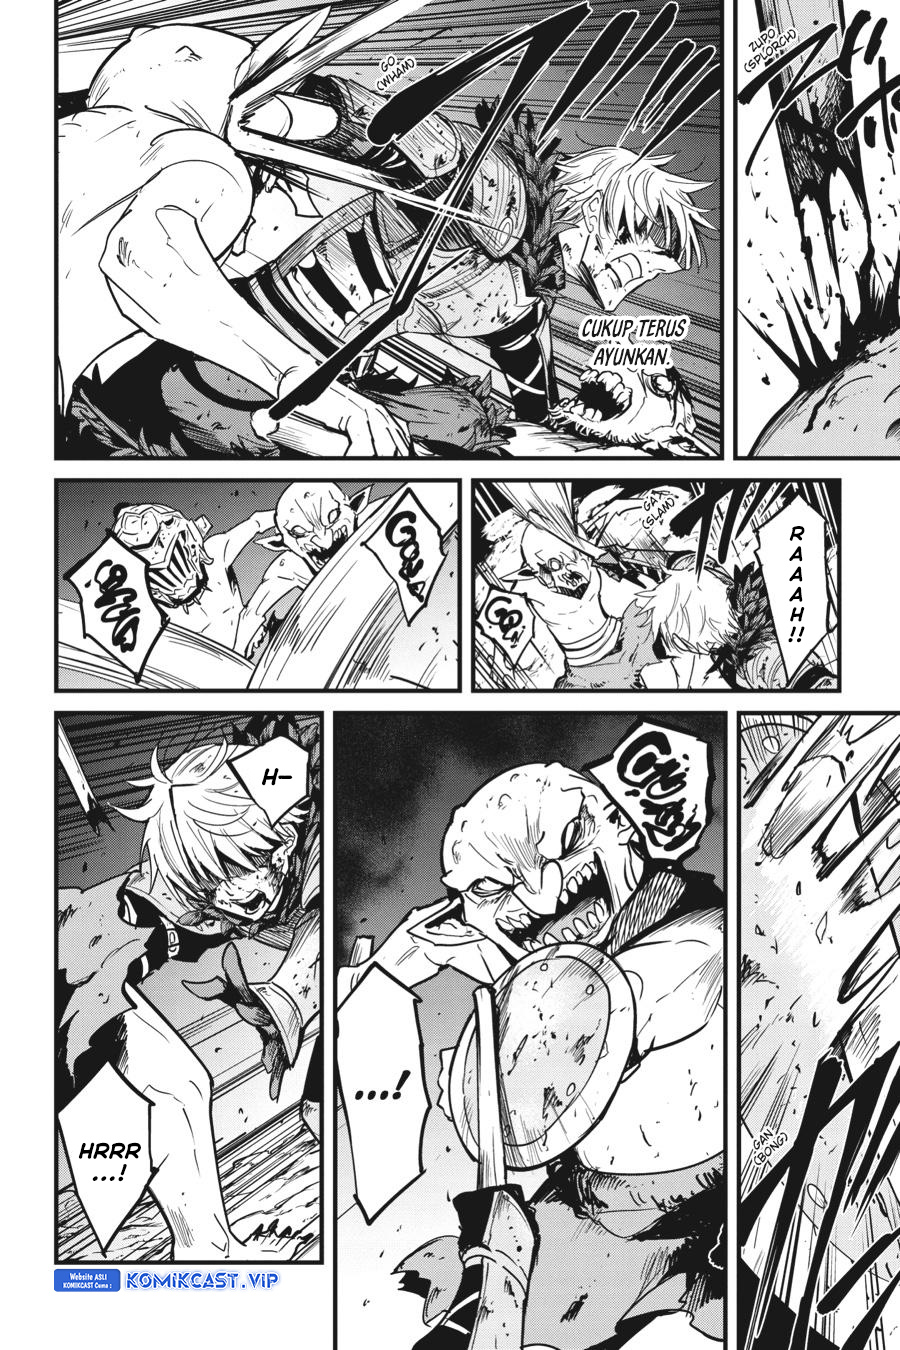 ZUPO
(SPLORCH)
GO
(WHAM)
CUKUP TERUS
AYUNKAN.
RAAAH!!
GA
(SLAM)
GAN
(BONG)
...!
H-
HRRR
...!
Website ASLI
KOMIKCAST Cuma :
KOMIKCAST.VIP